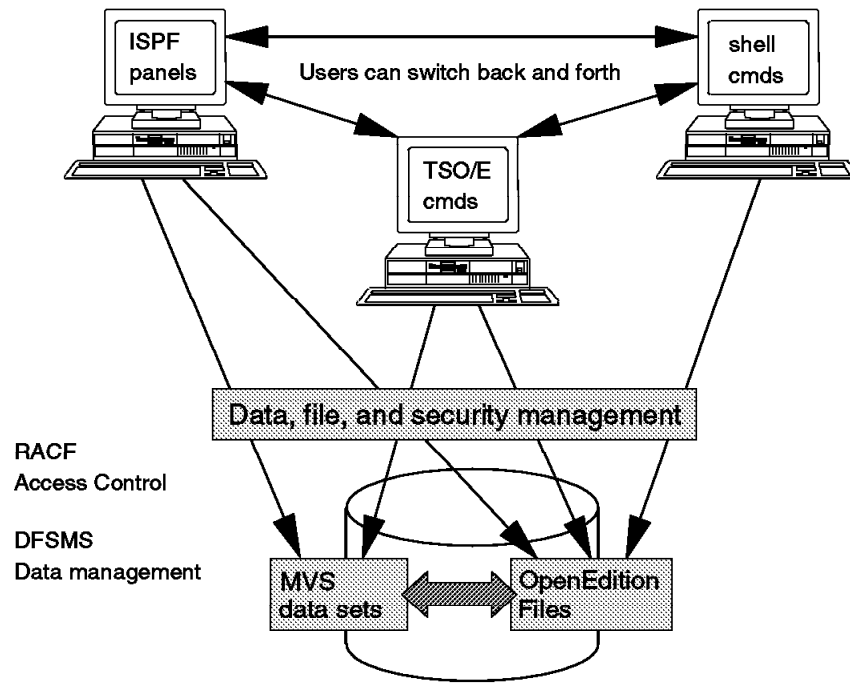 ISPF
panels
shell
cmds
Users can switch back and forth
TSO/E
cmds
Data, file, and security management
RACF
Access Control
DFSMS
Data management
MVS
data sets
OpenEdition
Files